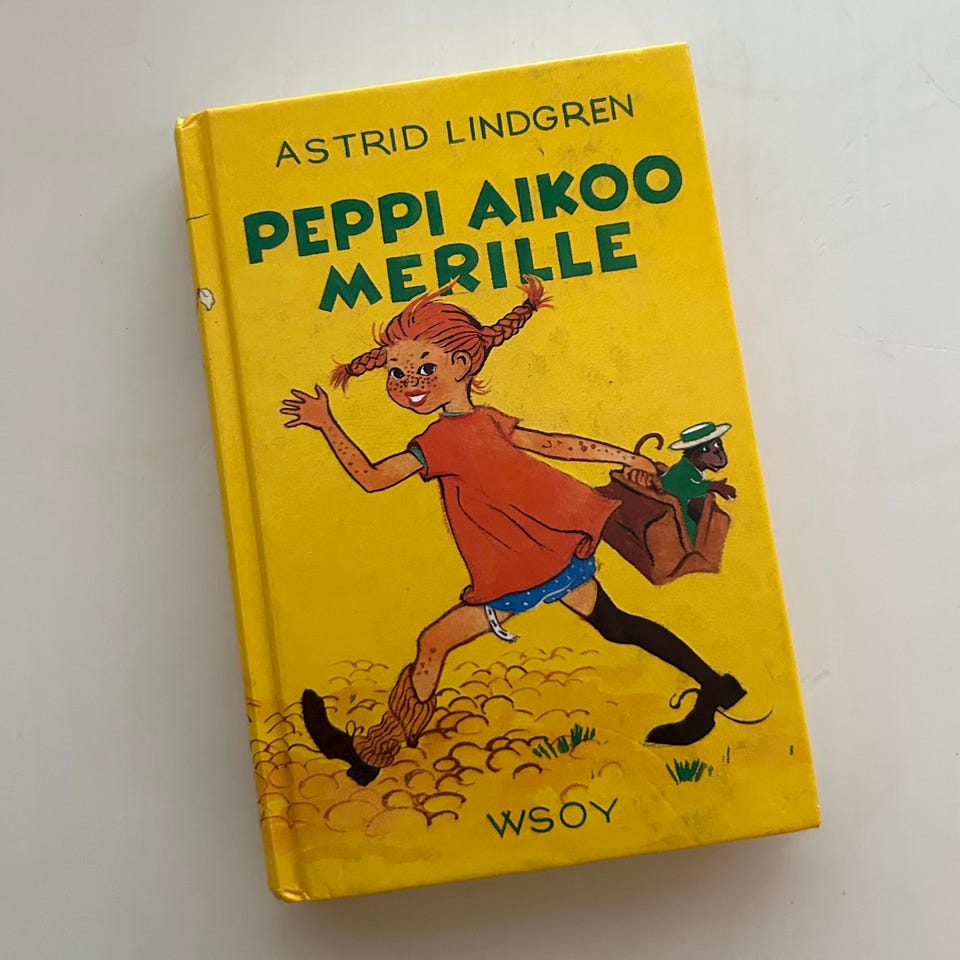 ASTRID LINDGREN
PEPPI AIKOO
MERILLE
WSOY